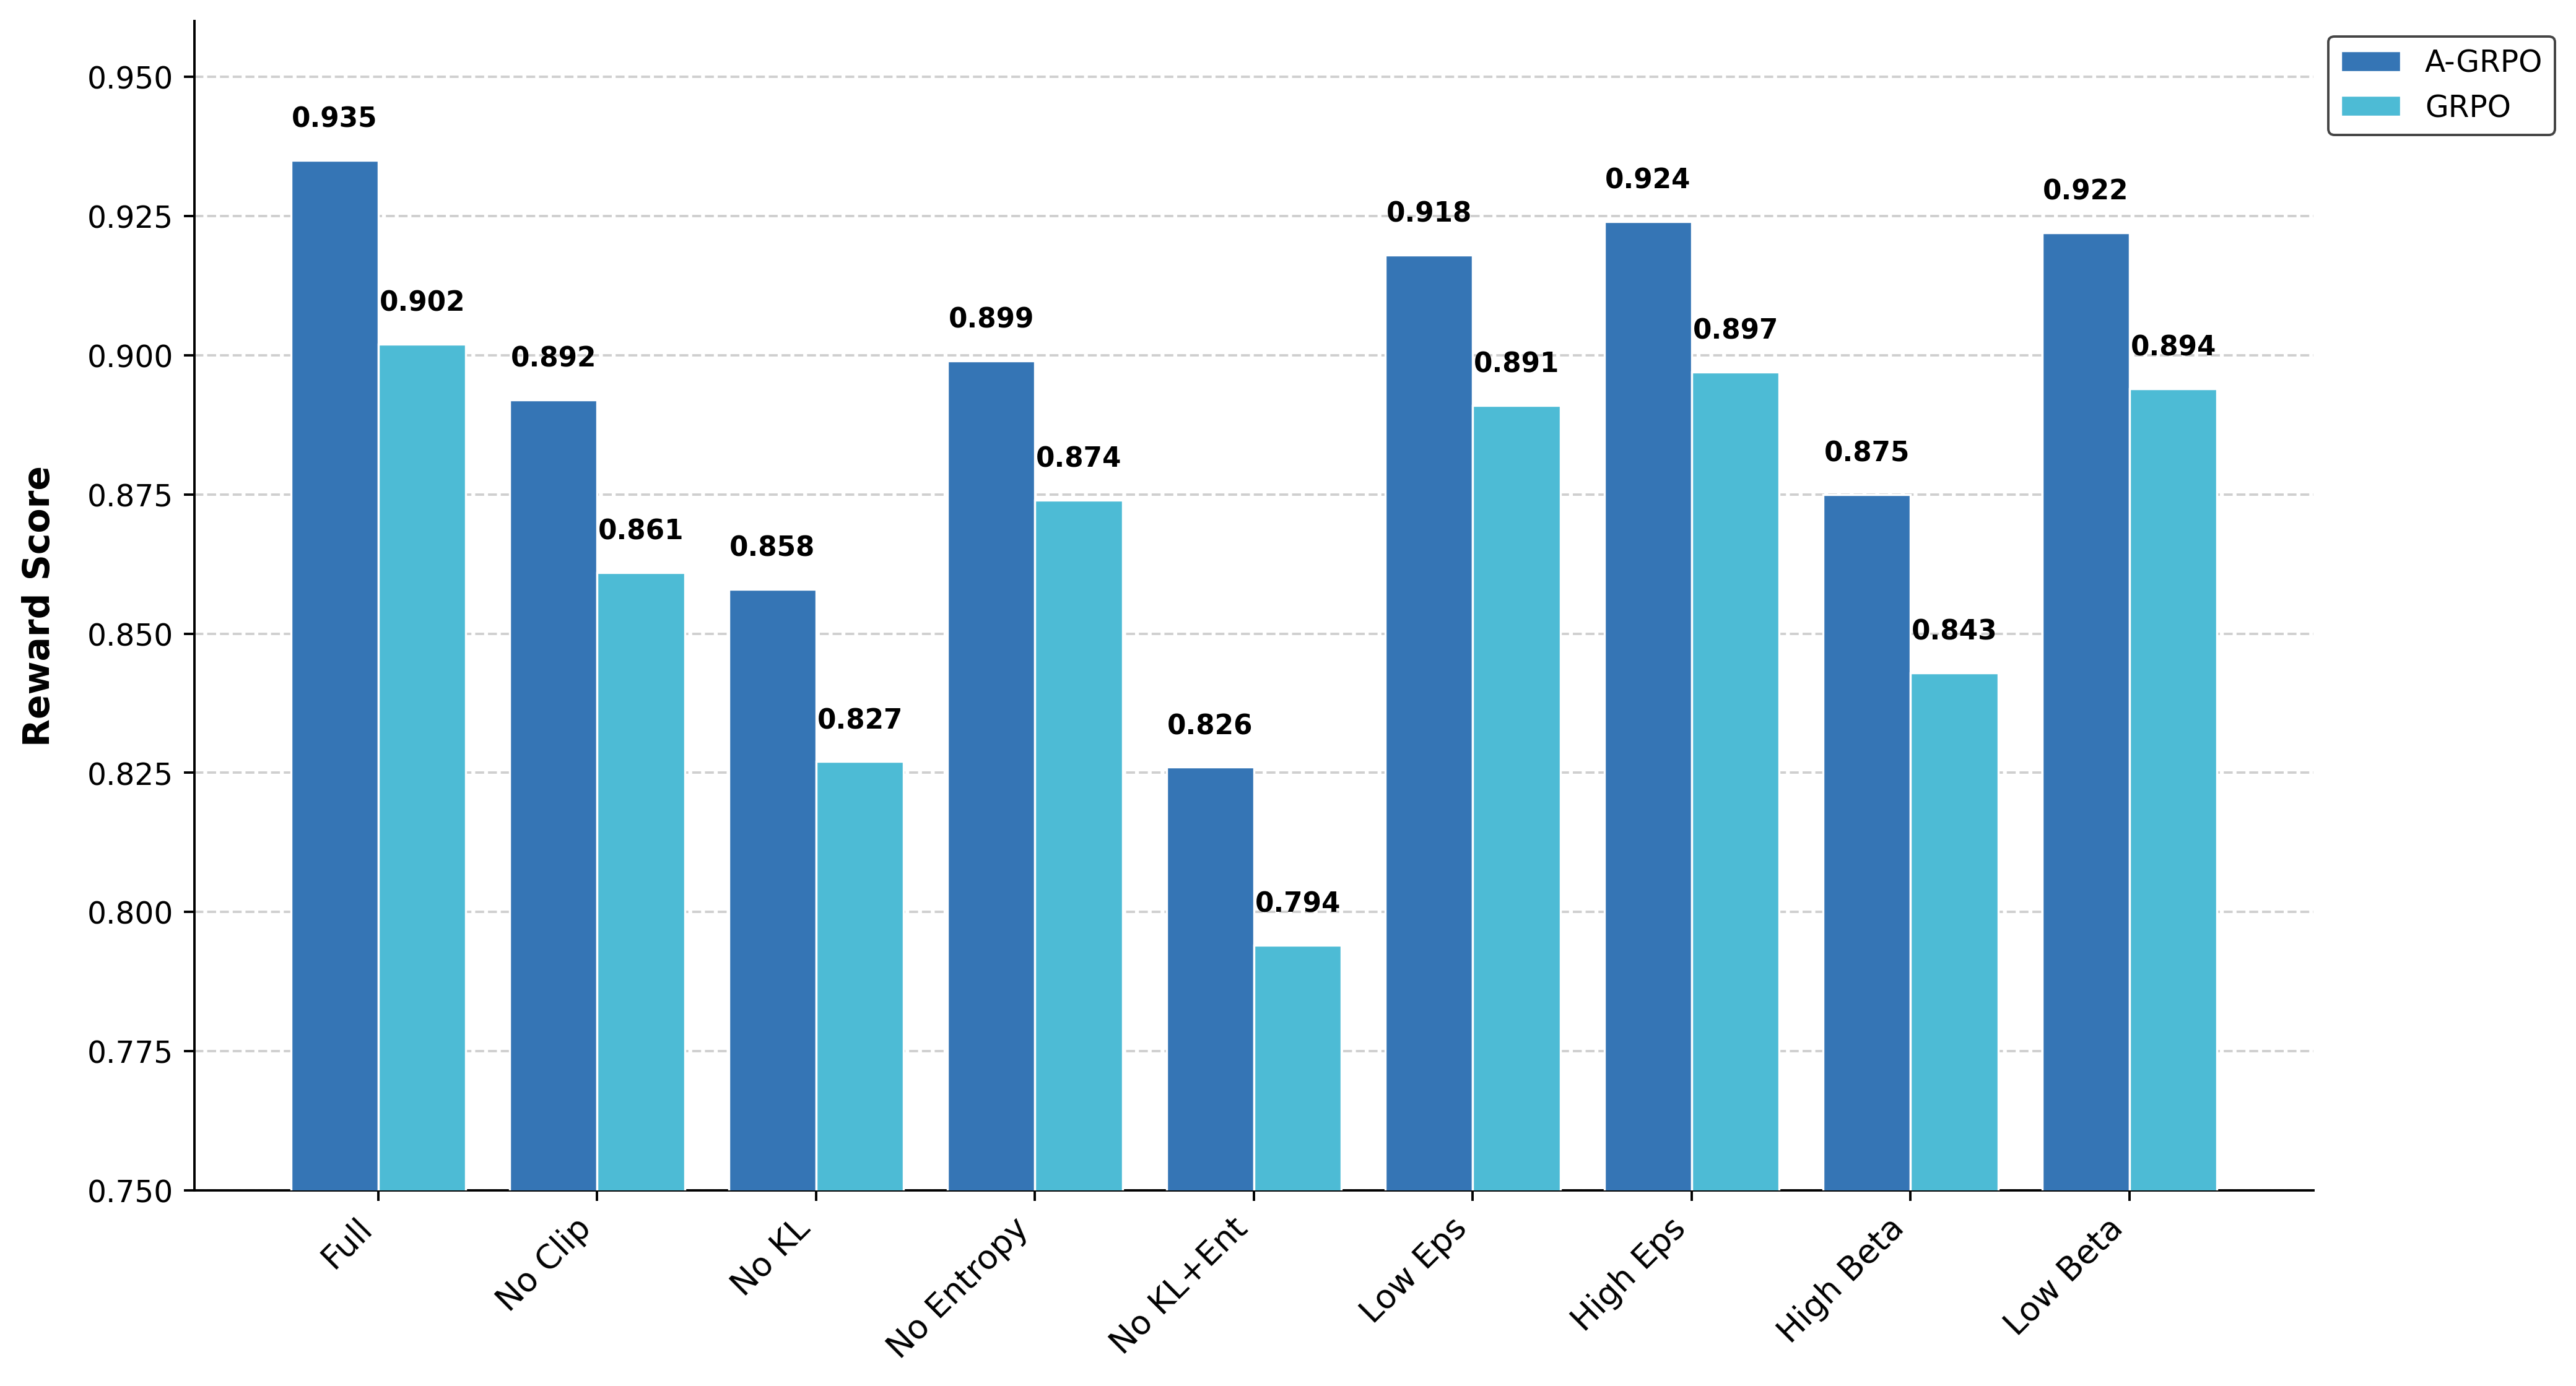 A-GRPO
GRPO
Reward Score
0.950
0.925
0.900
0.875
0.850
0.825
0.800
0.775
0.750
0.935
0.902
0.892
0.861
0.858
0.827
0.899
0.874
0.826
0.794
0.918
0.891
0.924
0.897
0.875
0.843
0.922
0.894
Full
No Clip
No KL
No Entropy
No KL+Ent
Low Eps
High Eps
High Beta
Low Beta